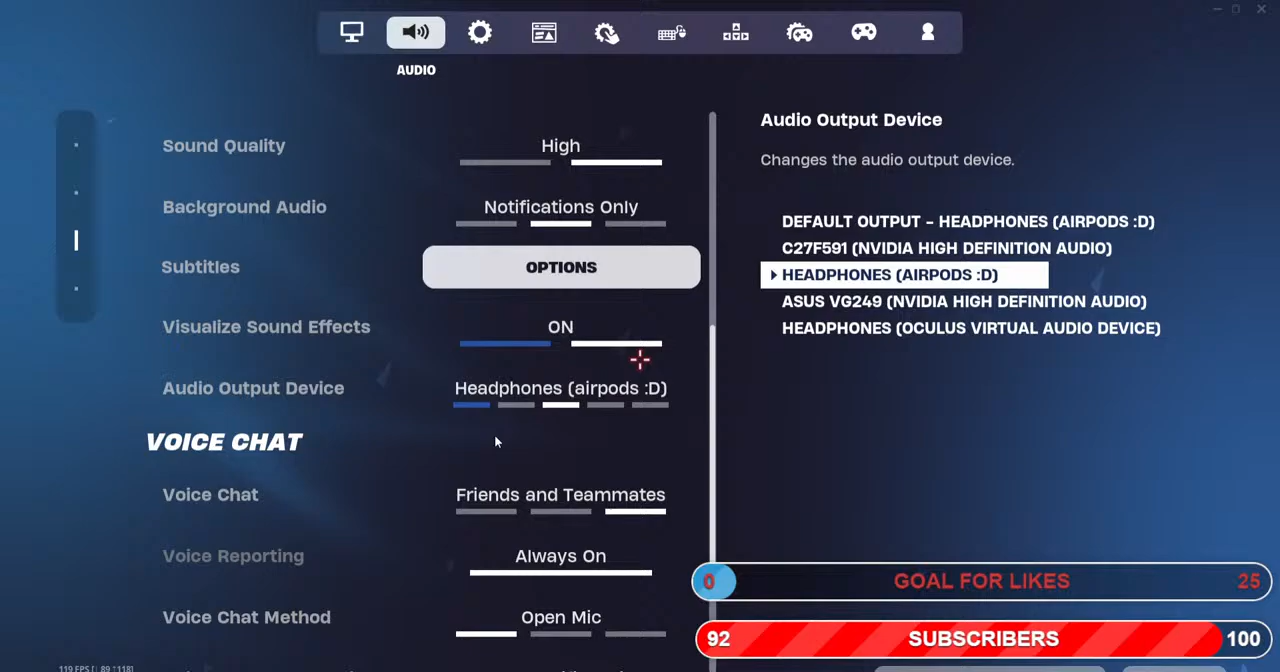 AUDIO
Sound Quality
High
Background Audio
Notifications Only
Subtitles
OPTIONS
Visualize Sound Effects
ON
Audio Output Device
Headphones (airpods :D)
VOICE CHAT
Voice Chat
Friends and Teammates
Voice Reporting
Always On
Voice Chat Method
Open Mic
Audio Output Device
Changes the audio output device.
DEFAULT OUTPUT - HEADPHONES (AIRPODS :D)
C27F591 (NVIDIA HIGH DEFINITION AUDIO)
HEADPHONES (AIRPODS :D)
ASUS VG249 (NVIDIA HIGH DEFINITION AUDIO)
HEADPHONES (OCULUS VIRTUAL AUDIO DEVICE)
0 GOAL FOR LIKES 25
92 SUBSCRIBERS 100